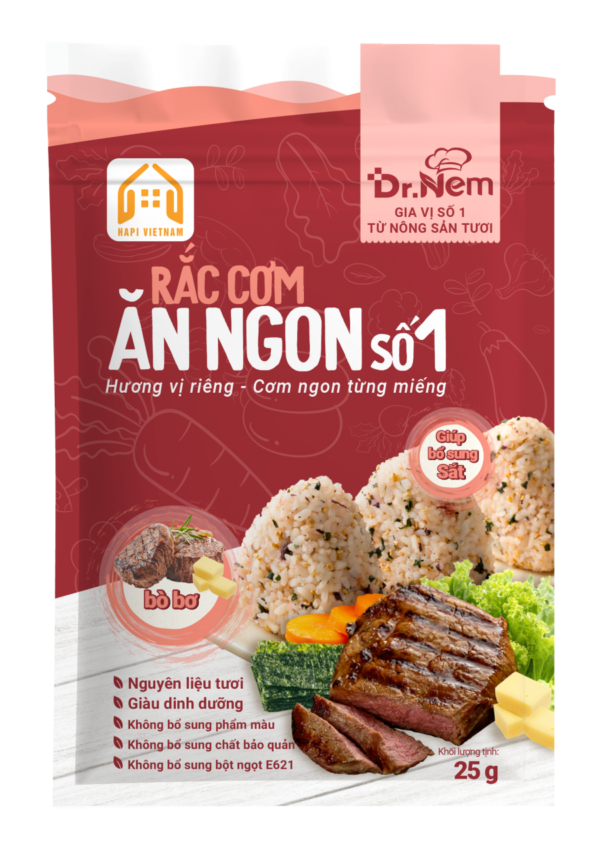 Dr.Nem
GIA VỊ SỐ 1
TỪ NÔNG SẢN TƯƠI
HAPI VIETNAM
RẮC CƠM
ĂN NGON SỐ 1
Hương vị riêng - Cơm ngon từng miếng
Giúp
bổ sung
Sắt
bò bơ
Nguyên liệu tươi
Giàu dinh dưỡng
Không bổ sung phẩm màu
Không bổ sung chất bảo quản
Không bổ sung bột ngọt E621
Khối lượng tịnh:
25 g